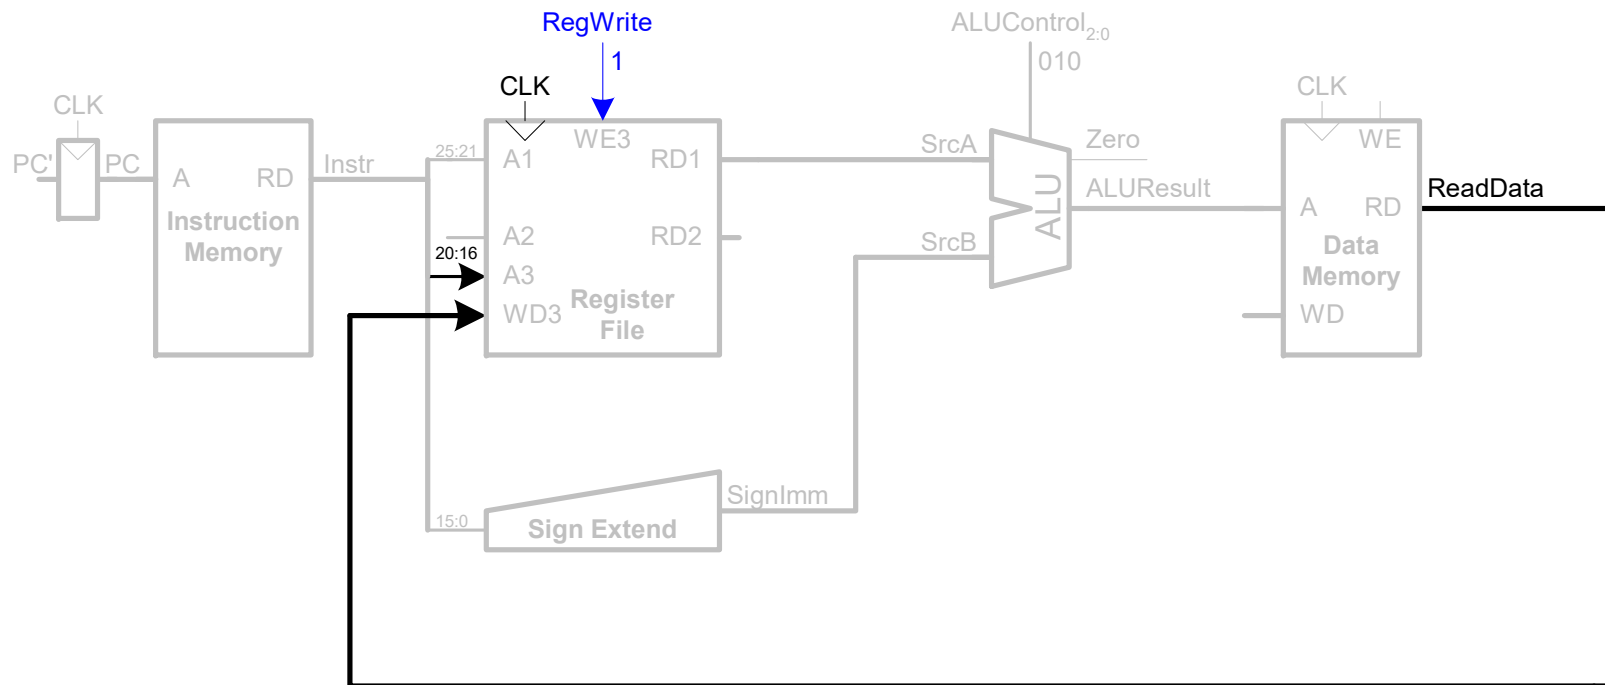 RegWrite
ALUControl2:0
1
010
CLK
CLK
CLK
PC'
PC
A
RD
Instruction
Memory
Instr
25:21
A1
WE3
RD1
A2
RD2
20:16
A3
WD3
Register
File
SrcA
SrcB
ALU
Zero
ALUResult
WE
A
RD
Data
Memory
WD
ReadData
15:0
Sign Extend
SignImm